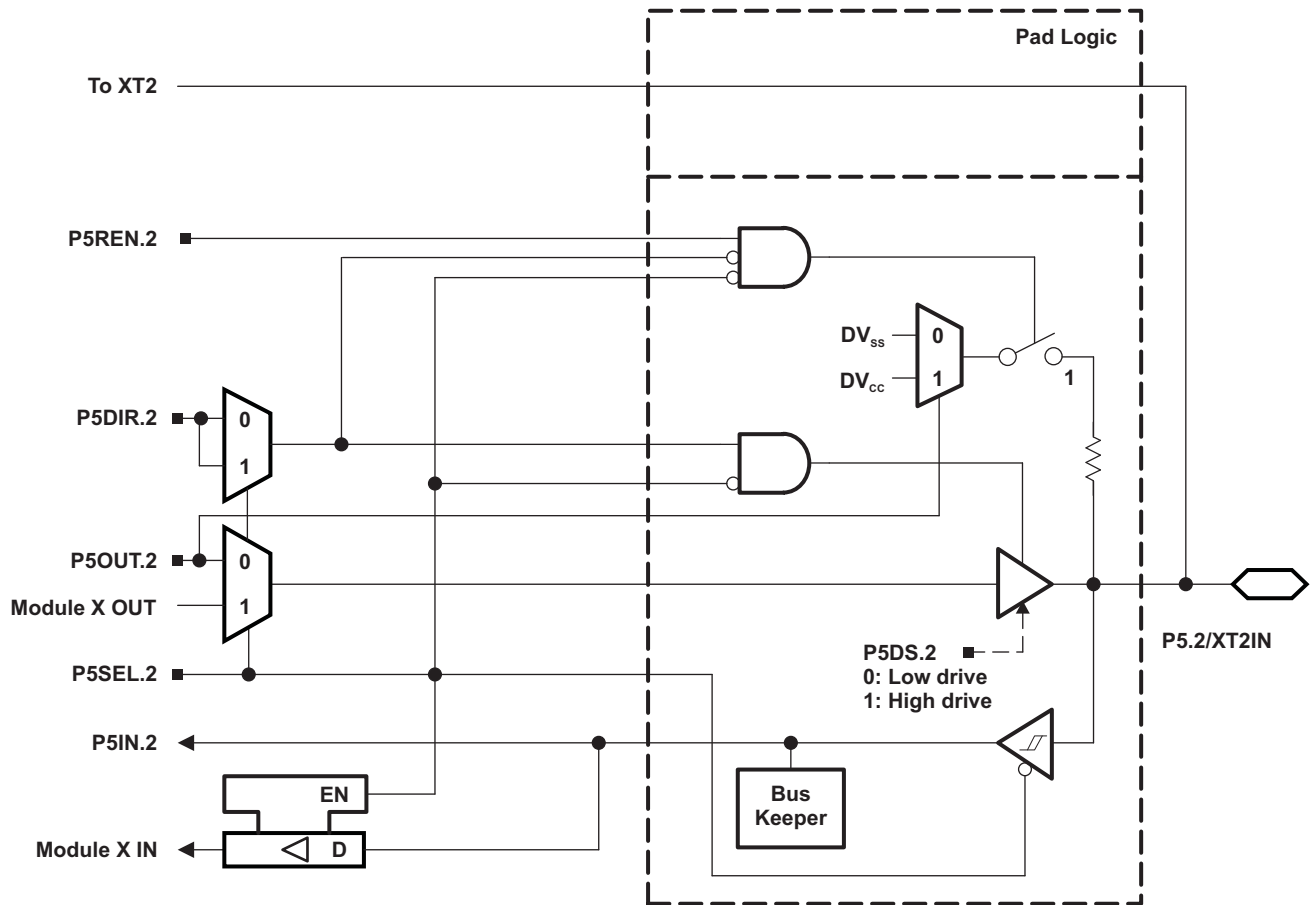 Pad Logic
To XT2
P5REN.2
DVss
0
DVcc
1
1
P5DIR.2
0
1
P5OUT.2
0
Module X OUT
1
P5DS.2
0: Low drive
1: High drive
P5.2/XT2IN
P5SEL.2
P5IN.2
Bus
Keeper
EN
Module X IN
D